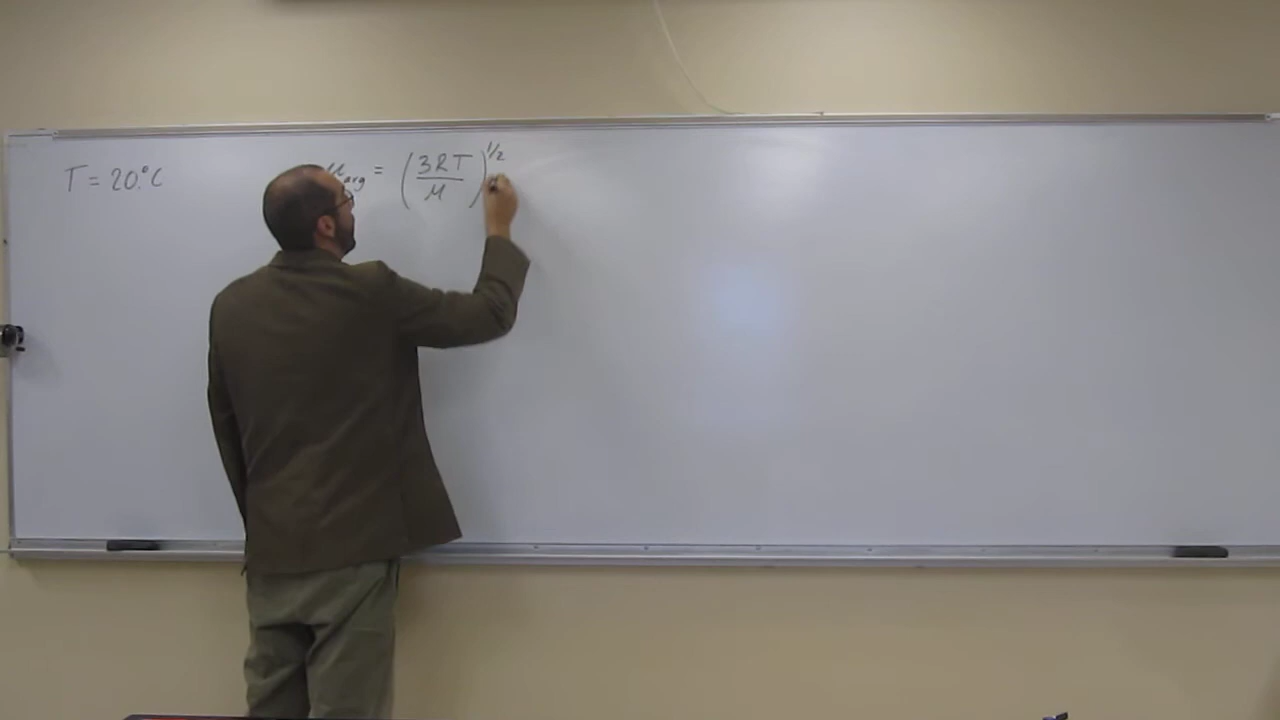 T = 20.°C
u_avg = (3RT/M)^1/2